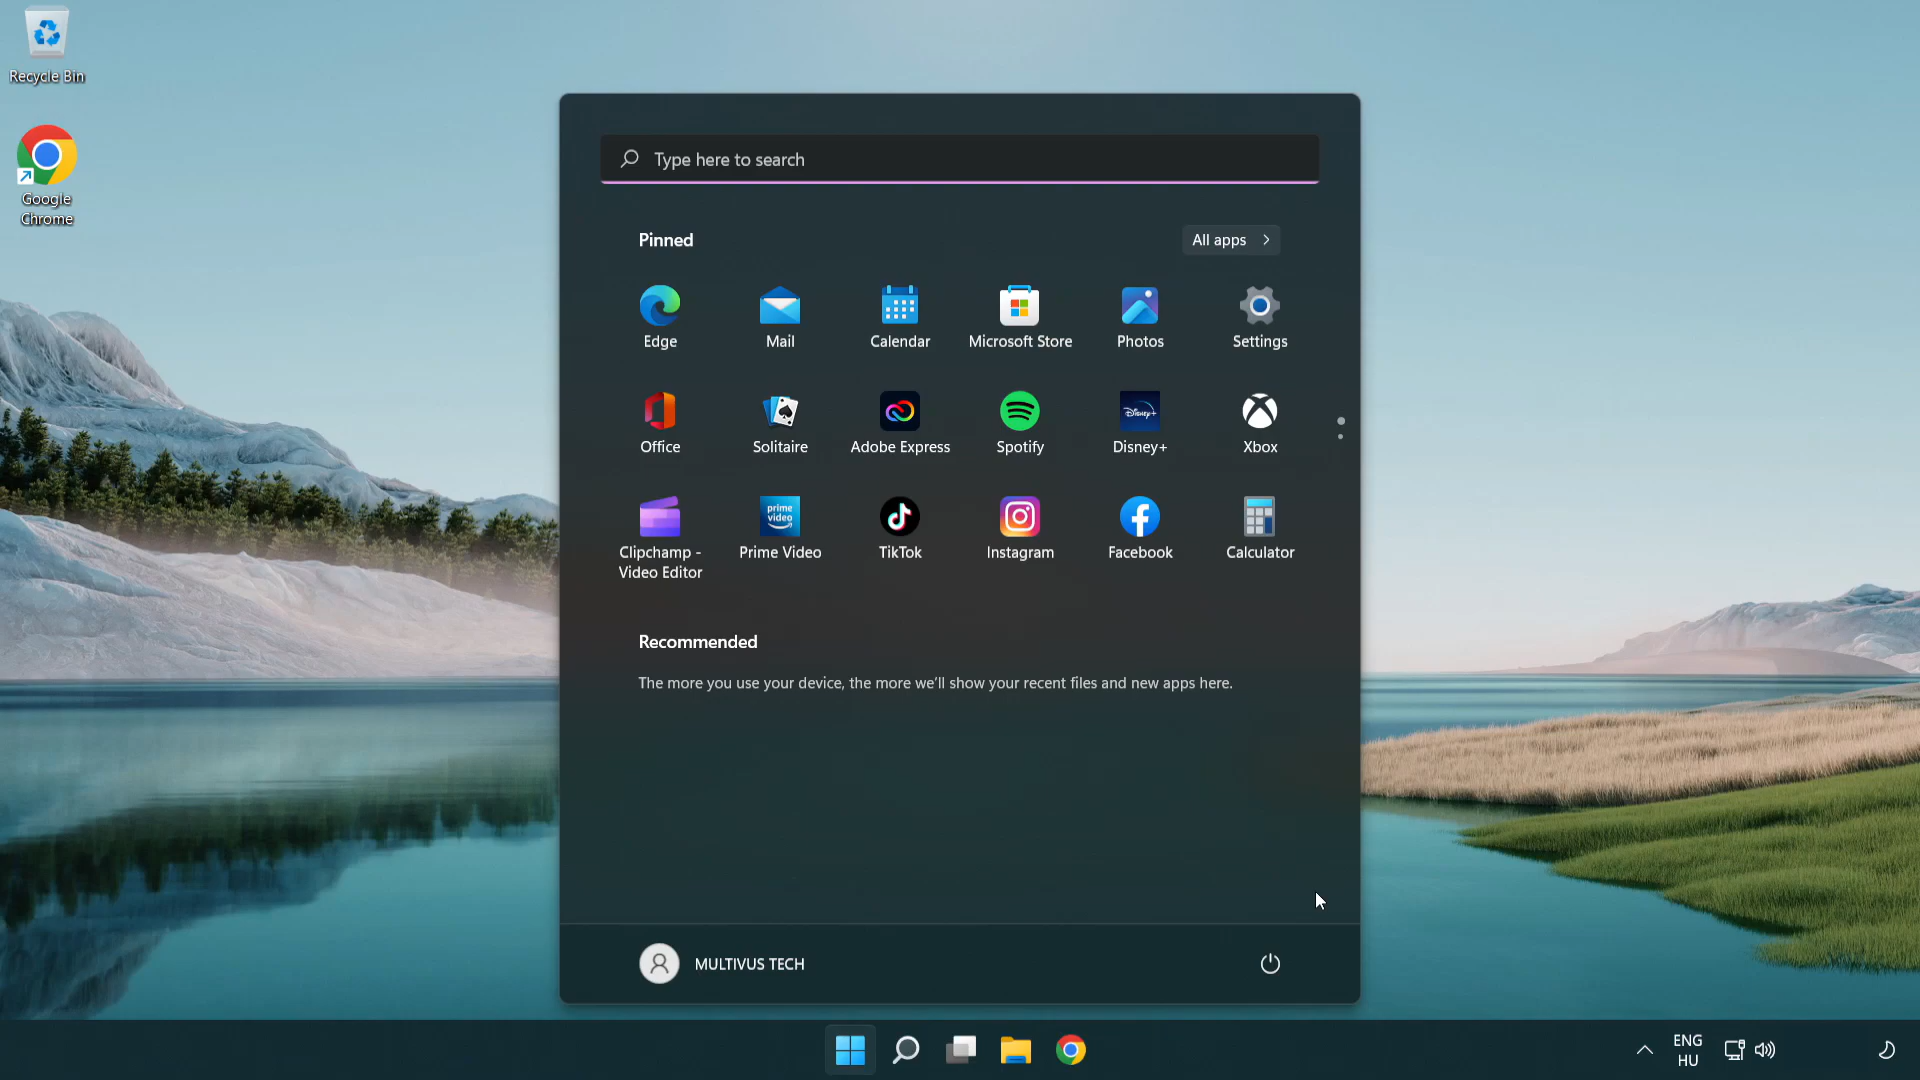 Recycle Bin
Google
Chrome
Type here to search
Pinned
All apps
Edge
Mail
Calendar
Microsoft Store
Photos
Settings
Office
Solitaire
Adobe Express
Disney+
Spotify
Disney+
Xbox
prime
video
Clipchamp -
Video Editor
Prime Video
TikTok
Instagram
Facebook
Calculator
Recommended
The more you use your device, the more we'll show your recent files and new apps here.
MULTIVUS TECH
ENG
HU